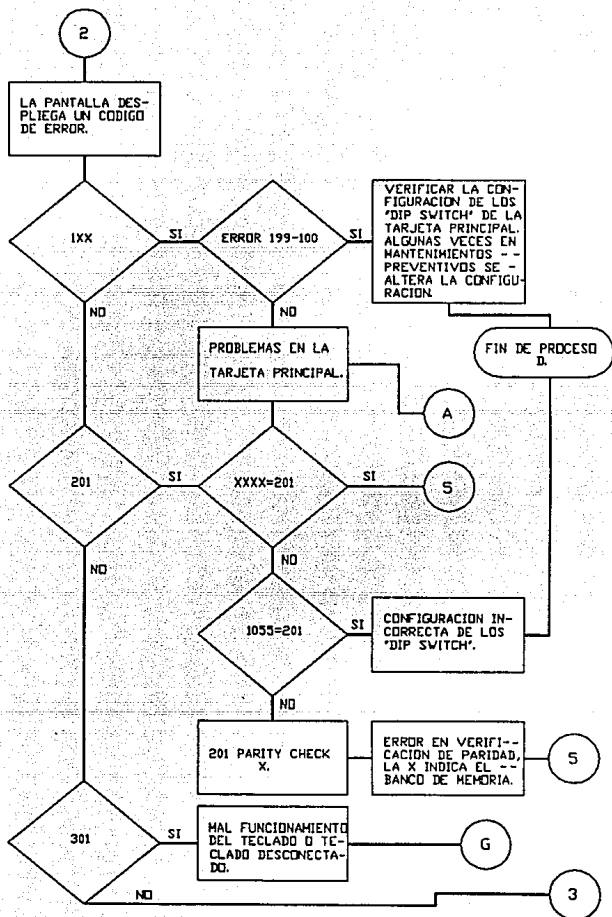 2
LA PANTALLA DES-
PLIEGA UN CODIGO
DE ERROR.
1XX
SI
ERROR 199-100
SI
VERIFICAR LA CON-
FIGURACION DE LOS
'DIP SWITCH' DE LA
TARJETA PRINCIPAL.
ALGUNAS VECES EN
MANTENIMIENTOS --
PREVENTIVOS SE -
ALTERA LA CONFIGU-
RACION.
NO
NO
PROBLEMAS EN LA
TARJETA PRINCIPAL.
FIN DE PROCESO
D.
A
201
SI
XXXX=201
SI
5
NO
NO
1055=201
SI
CONFIGURACION IN-
CORRECTA DE LOS
'DIP SWITCH'.
NO
201 PARITY CHECK
X.
ERROR EN VERIFI--
CACION DE PARIDAD,
LA X INDICA EL --
BANCO DE MEMORIA.
5
301
SI
MAL FUNCIONAMIENTO
DEL TECLADO O TE-
CLADO DESCONECTA-
DO.
G
NO
3